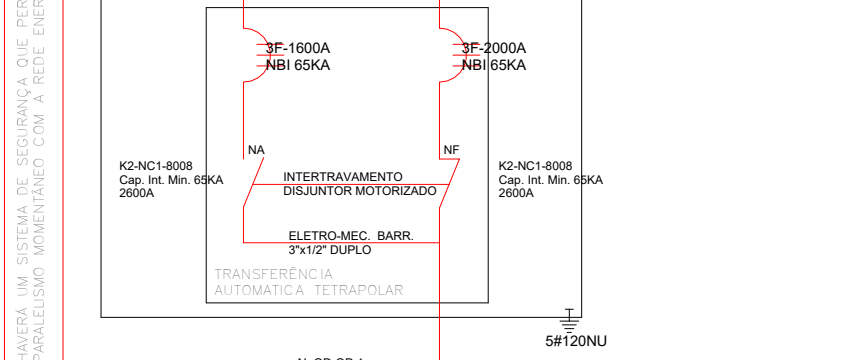 HAVERÁ UM SISTEMA DE SEGURANÇA QUE PER
PARALELISMO MOMENTÂNEO COM A REDE ENER
3F-1600A
NBI 65KA
3F-2000A
NBI 65KA
NA
NF
K2-NC1-8008
Cap. Int. Min. 65KA
2600A
INTERTRAVAMENTO
DISJUNTOR MOTORIZADO
K2-NC1-8008
Cap. Int. Min. 65KA
2600A
ELETRO-MEC. BARR.
3"x1/2" DUPLO
TRANSFERÊNCIA
AUTOMATICA TETRAPOLAR
5#120NU